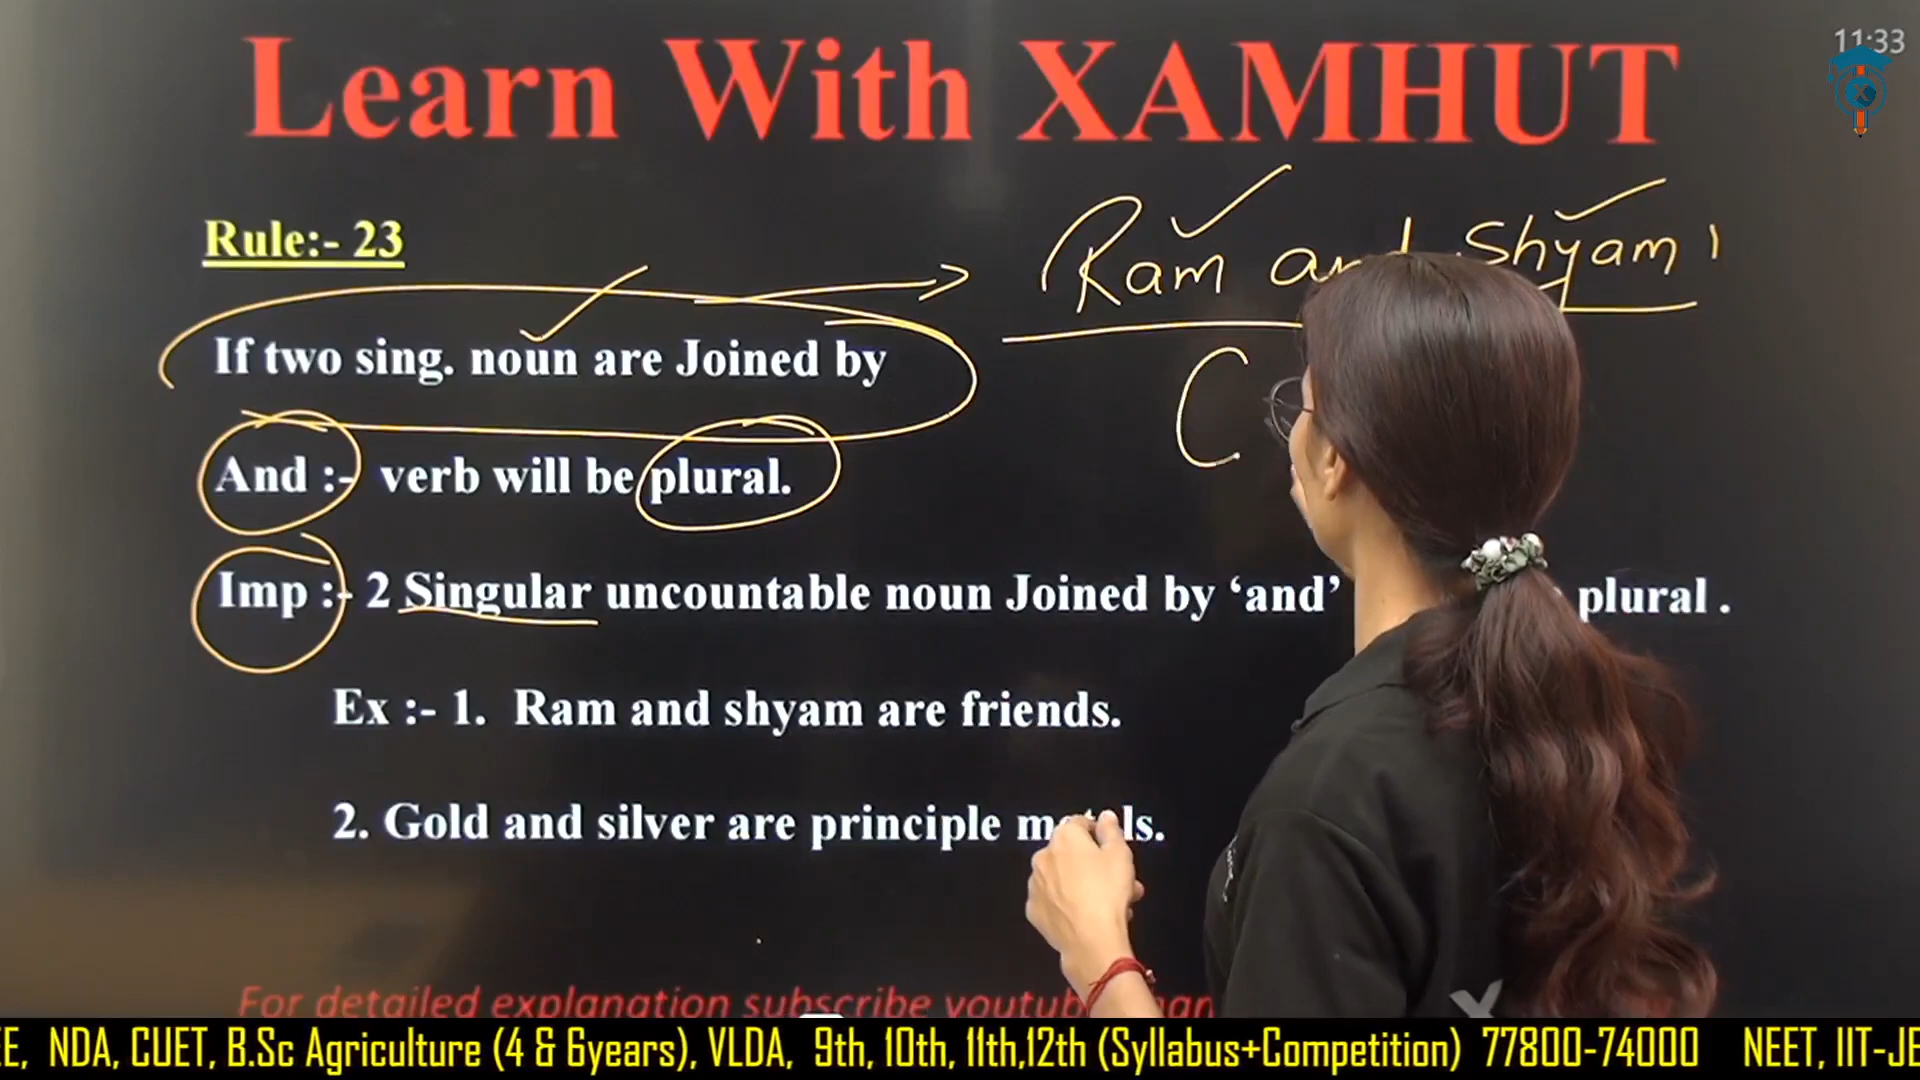 Learn With XAMHUT
11:33
Rule:- 23
Ram and Shyam
If two sing. noun are Joined by
And :- verb will be plural.
Imp :- 2 Singular uncountable noun Joined by ‘and’ plural .
Ex :- 1. Ram and shyam are friends.
2. Gold and silver are principle metals.
For detailed explanation subscribe
NDA, CUET, B.Sc Agriculture (4 & 6years), VLDA, 9th, 10th, 11th,12th (Syllabus+Competition) 77800-74000 NEET,